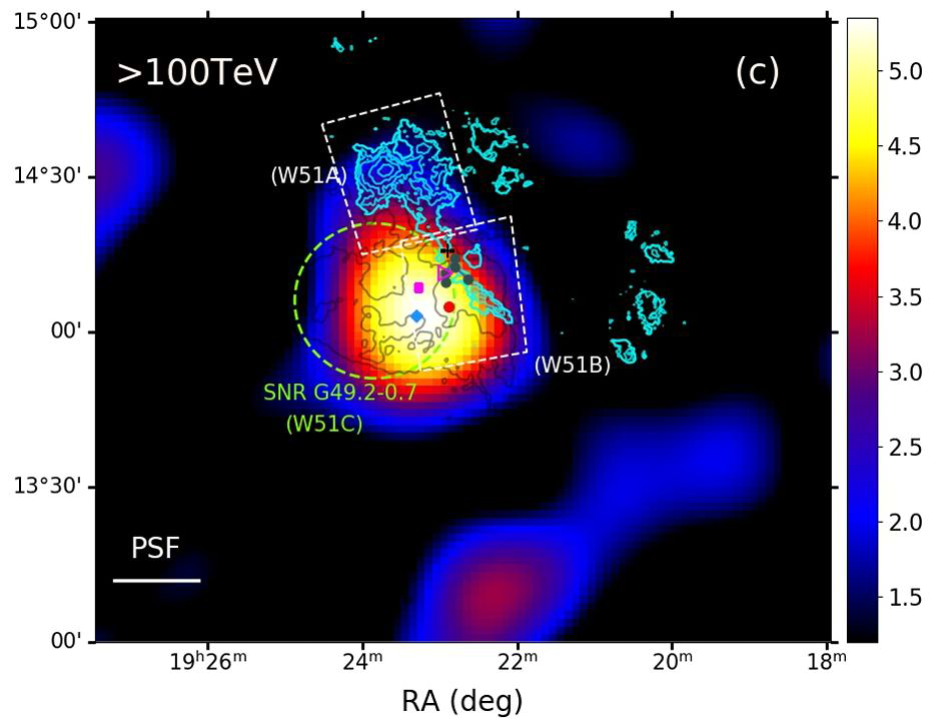 15°00'
>100TeV
(c)
5.0
4.5
14°30'
(W51A)
4.0
3.5
00'
(W51B)
3.0
SNR G49.2-0.7
(W51C)
2.5
13°30'
2.0
PSF
1.5
00'
19ʰ26ᵐ 24ᵐ 22ᵐ 20ᵐ 18ᵐ
RA (deg)